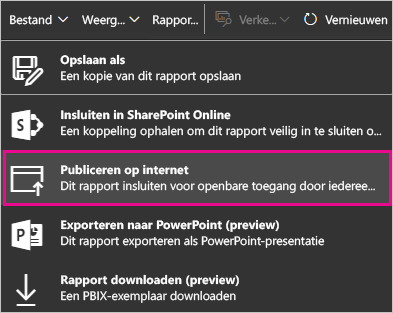 Bestand Weerg... Rappor... Verke... Vernieuwen
Opslaan als
Een kopie van dit rapport opslaan
Insluiten in SharePoint Online
Een koppeling ophalen om dit rapport veilig in te sluiten o...
Publiceren op internet
Dit rapport insluiten voor openbare toegang door iederee...
Exporteren naar PowerPoint (preview)
Dit rapport exporteren als PowerPoint-presentatie
Rapport downloaden (preview)
Een PBIX-exemplaar downloaden